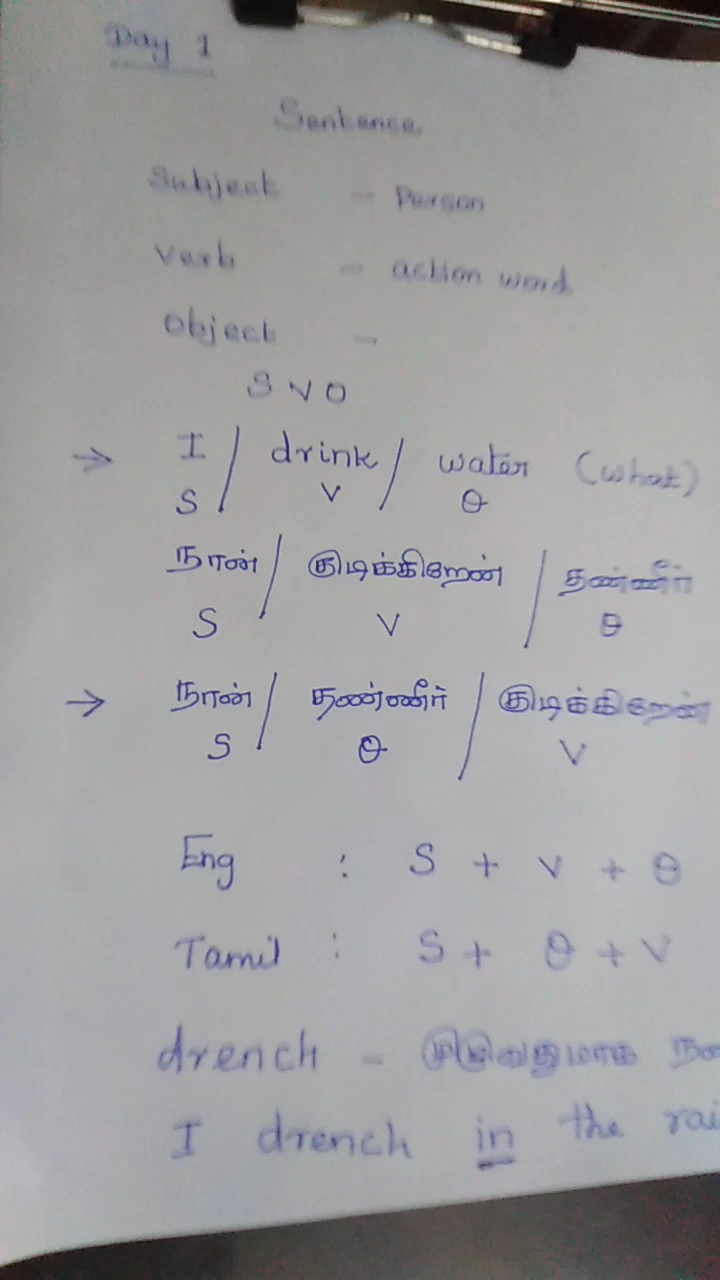 Day 1
Sentence
Subject - Person
Verb - action word
Object -
S V O
→ I / drink / water (what)
S V O
நான் / குடிக்கிறேன் / தண்ணீர்
S V O
→ நான் / தண்ணீர் / குடிக்கிறேன்
S O V
Eng : S + V + O
Tamil : S + O + V
drench - முழுவதுமாக
I drench in the